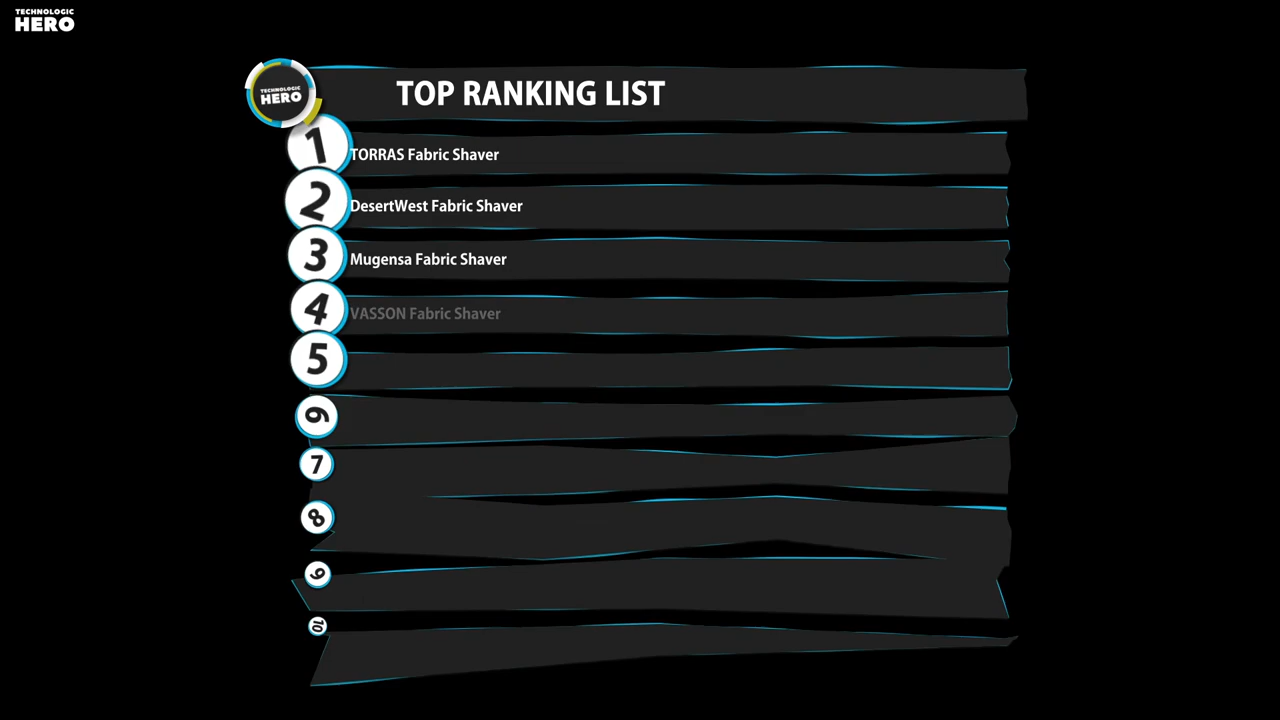 TECHNOLOGIC
HERO
TECHNOLOGIC
HERO
TOP RANKING LIST
1
TORRAS Fabric Shaver
2
DesertWest Fabric Shaver
3
Mugensa Fabric Shaver
4
VASSON Fabric Shaver
5
6
7
8
9
10